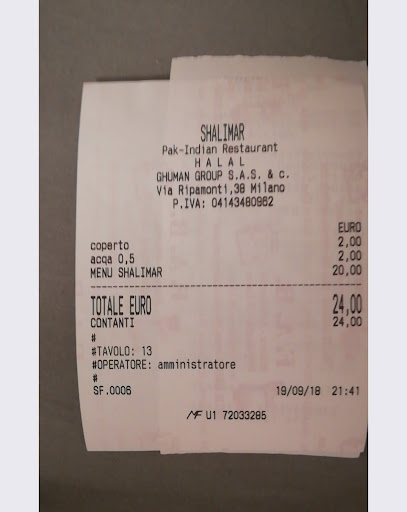 SHALIMAR
Pak-Indian Restaurant
H A L A L
GHUMAN GROUP S.A.S. & c.
Via Ripamonti,38 Milano
P.IVA: 04143480962
EURO
coperto 2,00
acqa 0,5 2,00
MENU SHALIMAR 20,00
TOTALE EURO 24,00
CONTANTI 24,00
#
#TAVOLO: 13
#OPERATORE: amministratore
#
SF.0006 19/09/18 21:41
MF U1 72033285